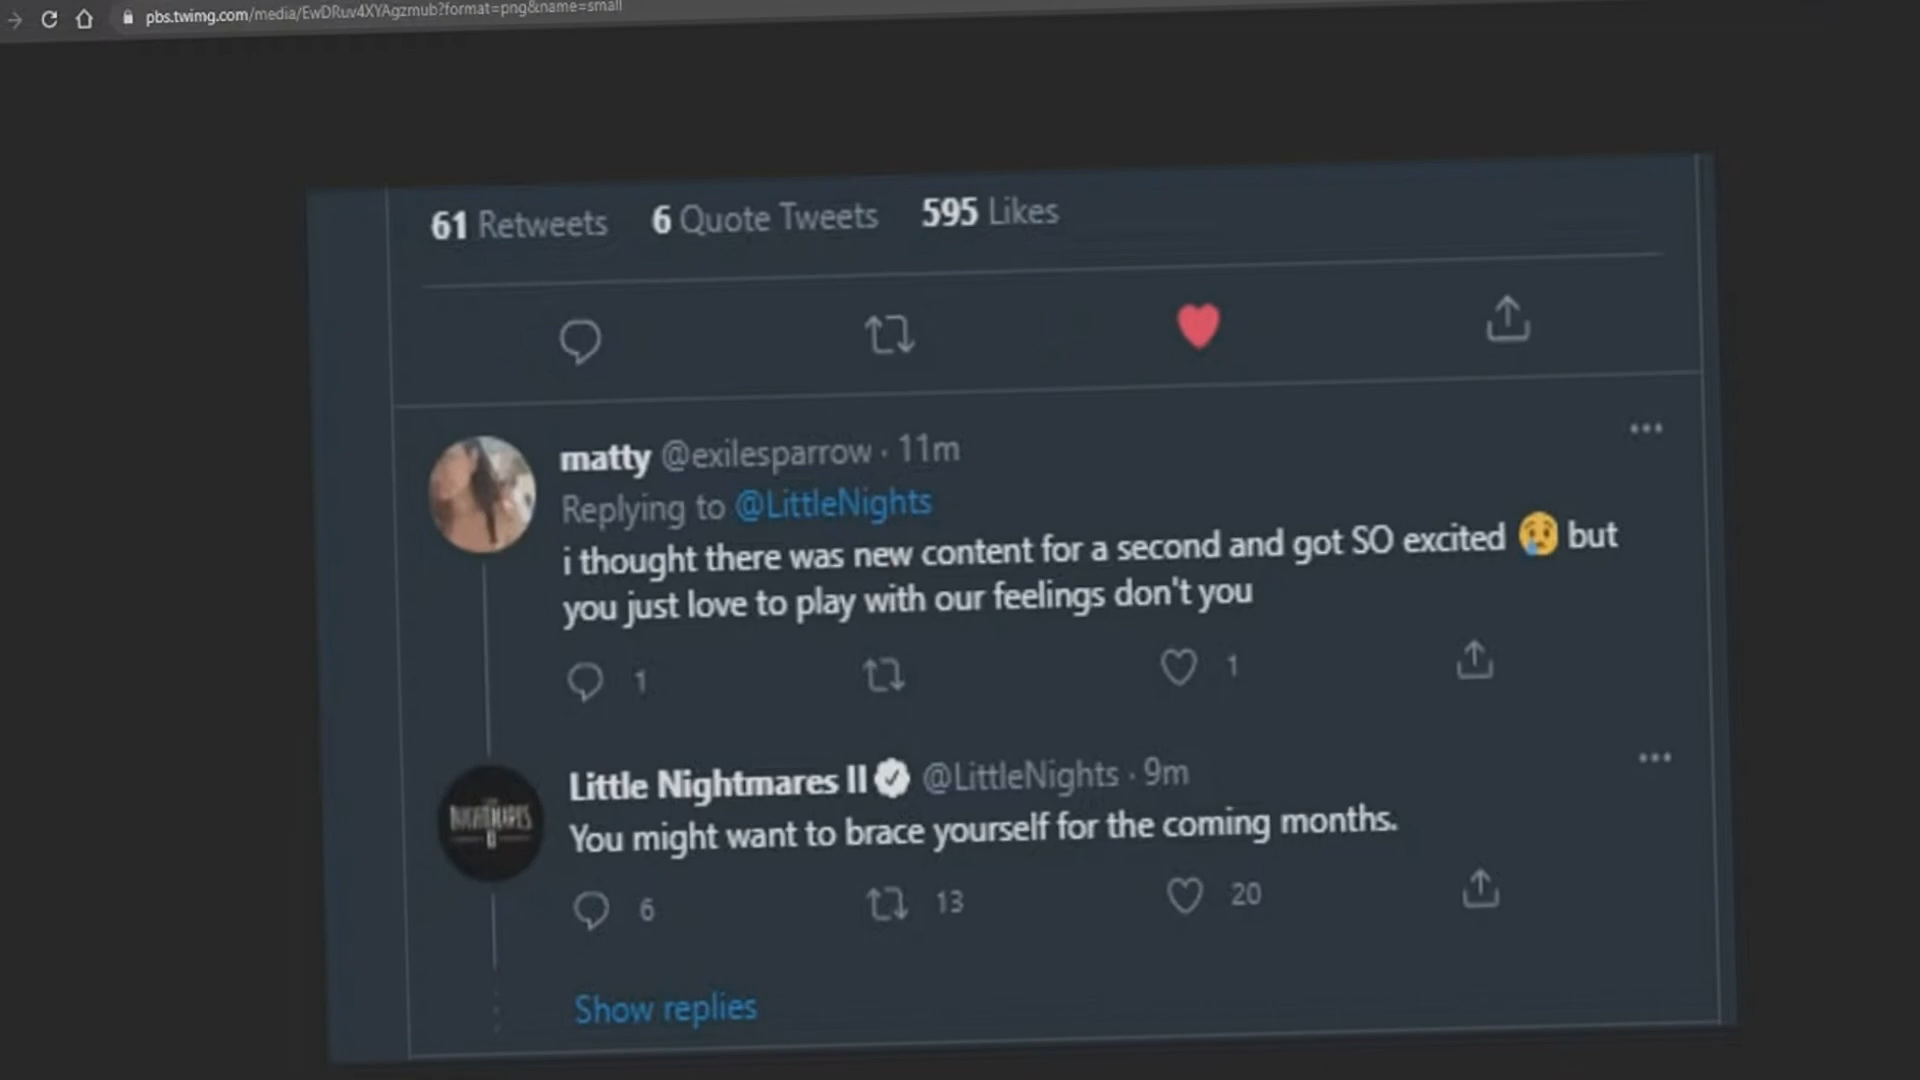 pbs.twimg.com/media/EwDRuv4XYAgzmub?format=png&name=small
61 Retweets 6 Quote Tweets 595 Likes
matty @exilesparrow · 11m
Replying to @LittleNights
i thought there was new content for a second and got SO excited 😢 but
you just love to play with our feelings don't you
1 1
Little Nightmares II @LittleNights · 9m
NIGHTMARES
II
You might want to brace yourself for the coming months.
6 13 20
Show replies